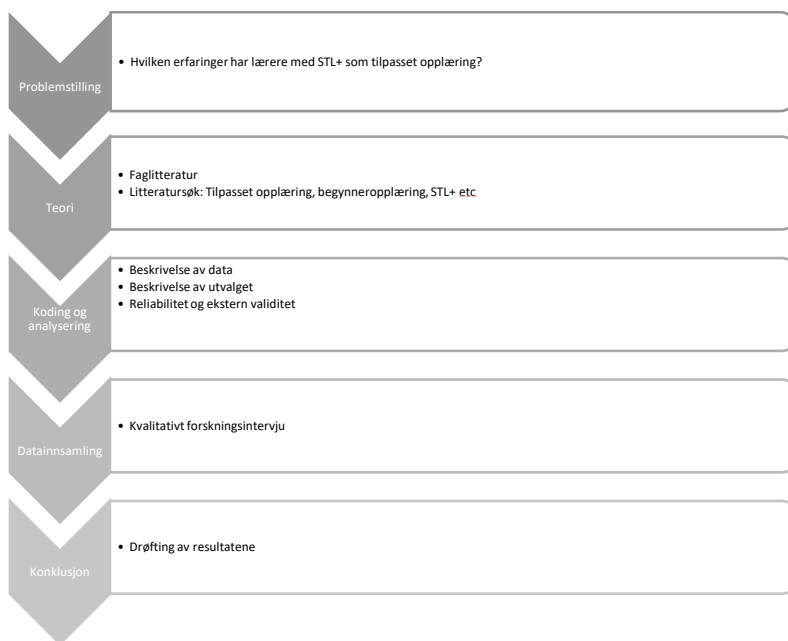 Problemstilling
• Hvilken erfaringer har lærere med STL+ som tilpasset opplæring?
Teori
• Faglitteratur
• Litteratursøk: Tilpasset opplæring, begynneropplæring, STL+ etc
Koding og
analysering
• Beskrivelse av data
• Beskrivelse av utvalget
• Reliabilitet og ekstern validitet
Datainnsamling
• Kvalitativt forskningsintervju
Konklusjon
• Drøfting av resultatene